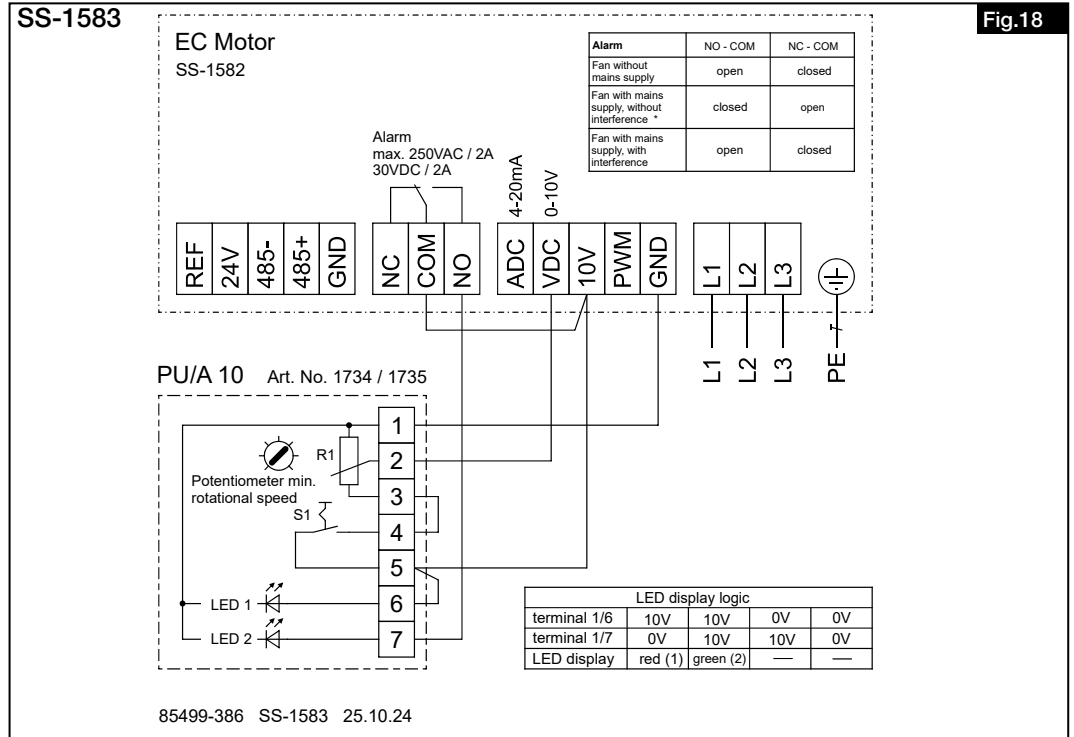 SS-1583
Fig.18
EC Motor
SS-1582
Alarm NO - COM NC - COM
Fan without
mains supply
open closed
Fan with mains
supply, without
interference *
closed open
Fan with mains
supply, with
interference
open closed
Alarm
max. 250VAC / 2A
30VDC / 2A
4-20mA
0-10V
REF 24V 485- 485+ GND
NC COM NO
ADC VDC 10V PWM GND
L1 L2 L3
L1 L2 L3 PE
PU/A 10 Art. No. 1734 / 1735
1
R1 2
Potentiometer min.
rotational speed
3
S1
4
5
LED 1 6
LED 2 7
LED display logic
terminal 1/6 10V 10V 0V 0V
terminal 1/7 0V 10V 10V 0V
LED display red (1) green (2) — —
85499-386 SS-1583 25.10.24